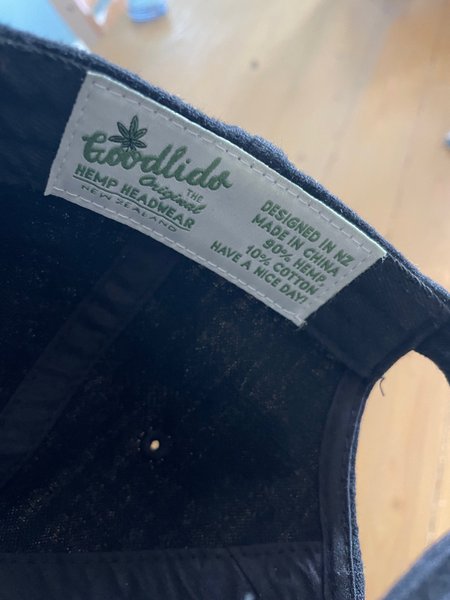 Goodlido
THE
Original
HEMP HEADWEAR
NEW ZEALAND
DESIGNED IN NZ
MADE IN CHINA
90% HEMP
10% COTTON
HAVE A NICE DAY!